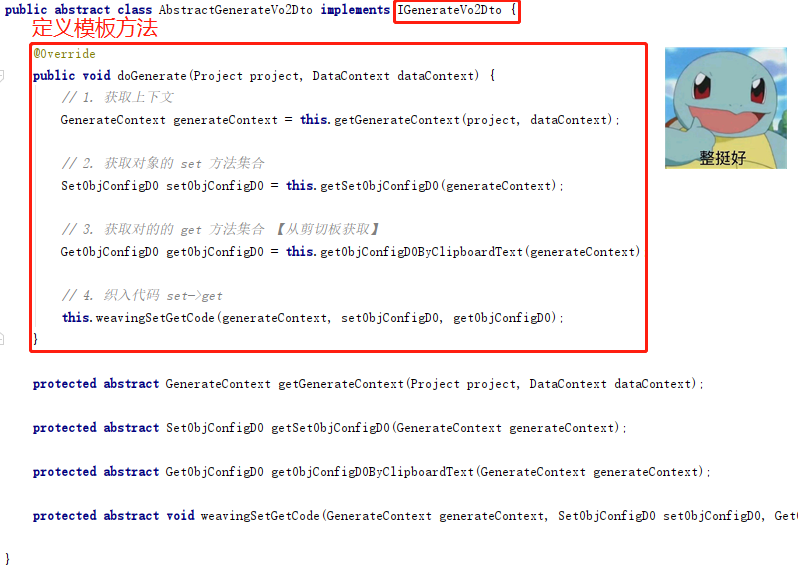 public abstract class AbstractGenerateVo2Dto implements IGenerateVo2Dto {
定义模板方法
@Override
public void doGenerate(Project project, DataContext dataContext) {
// 1. 获取上下文
GenerateContext generateContext = this.getGenerateContext(project, dataContext);
// 2. 获取对象的 set 方法集合
SetObjConfigDO setObjConfigDO = this.getSetObjConfigDO(generateContext);
// 3. 获取对的的 get 方法集合 【从剪切板获取】
GetObjConfigDO getObjConfigDO = this.getObjConfigDOByClipboardText(generateContext)
// 4. 织入代码 set->get
this.weavingSetGetCode(generateContext, setObjConfigDO, getObjConfigDO);
}
整挺好
protected abstract GenerateContext getGenerateContext(Project project, DataContext dataContext);
protected abstract SetObjConfigDO getSetObjConfigDO(GenerateContext generateContext);
protected abstract GetObjConfigDO getObjConfigDOByClipboardText(GenerateContext generateContext);
protected abstract void weavingSetGetCode(GenerateContext generateContext, SetObjConfigDO setObjConfigDO, Get
}